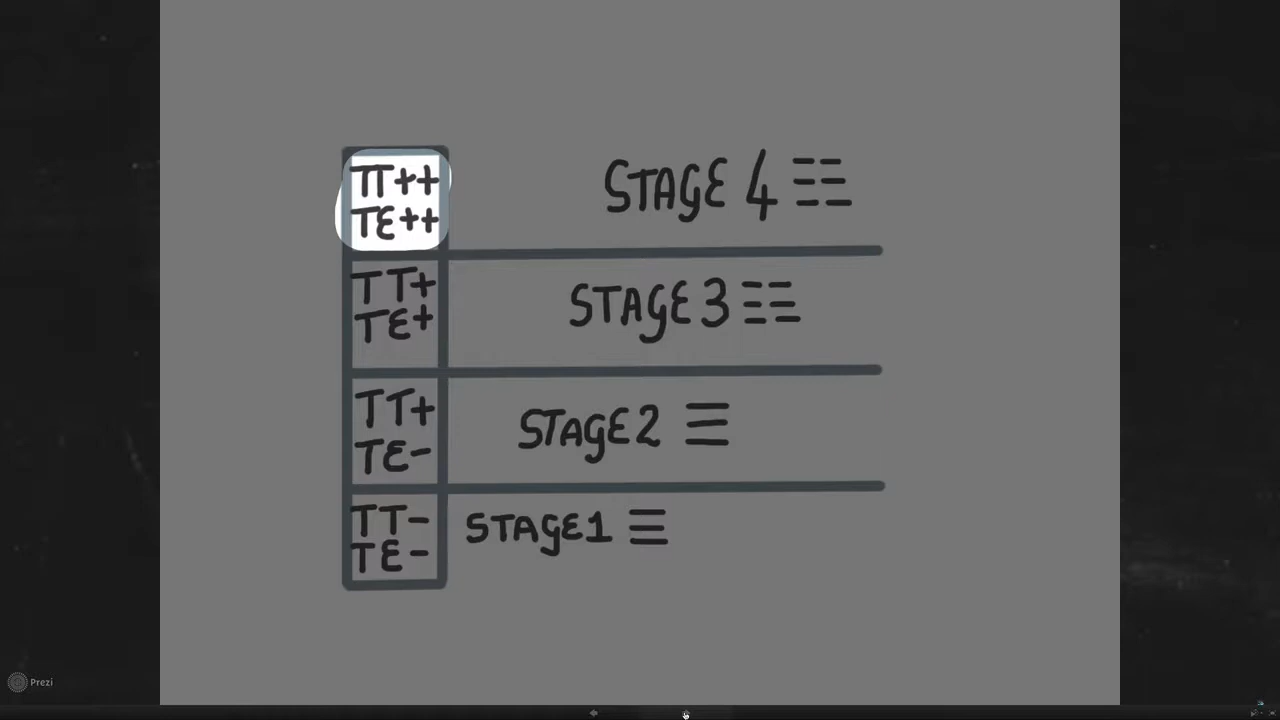 TT++
TE++
STAGE 4
TT+
TE+
STAGE 3
TT+
TE-
STAGE 2
TT-
TE-
STAGE 1
Prezi